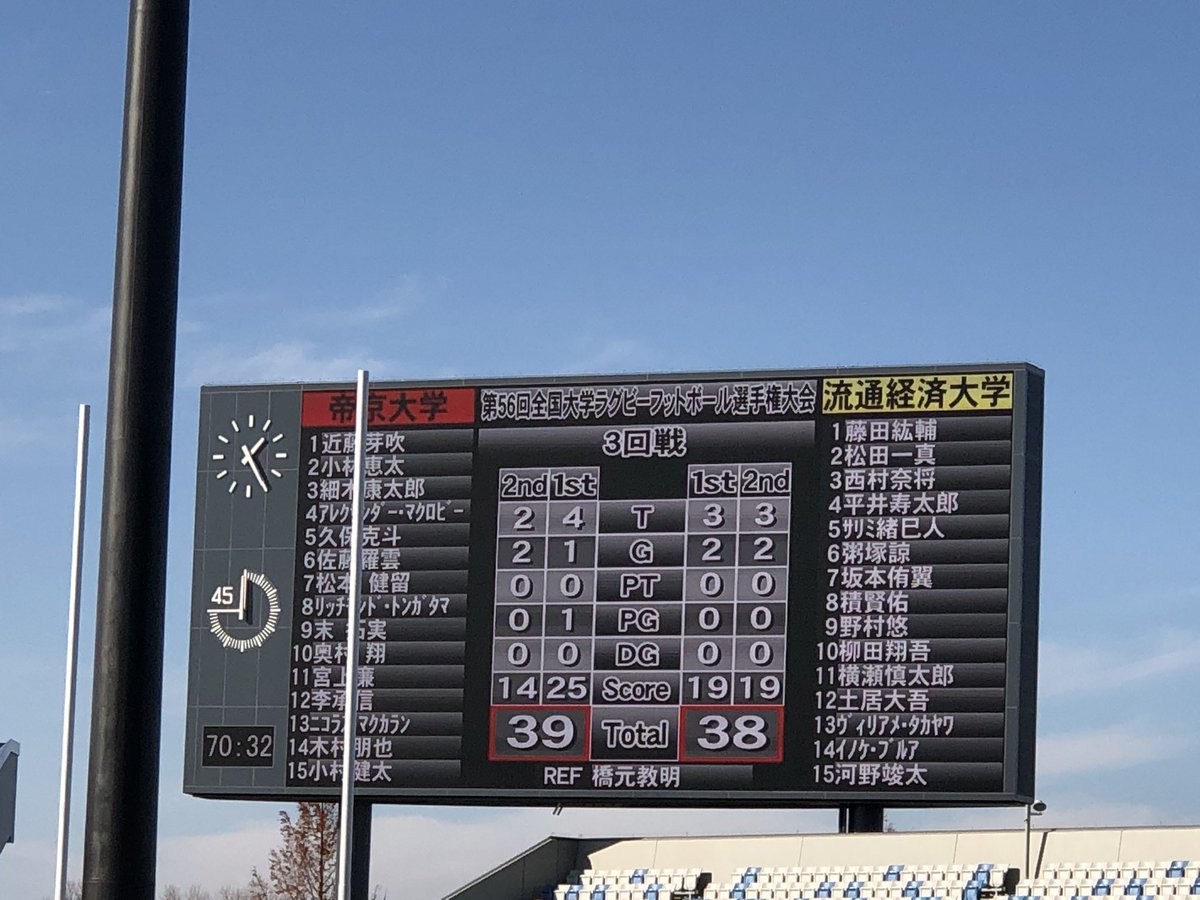 帝京大学 第56回全国大学ラグビーフットボール選手権大会 流通経済大学
3回戦
1近藤芽吹
2小林恵太
3細木康太郎
4アレクサンダー・マクロビー
5久保克斗
6佐藤羅雲
7松本健留
8リッチモンド・トンガタマ
9末 拓実
10奥村 翔
11宮上 廉
12李承信
13ニコラス マクカラン
14木村朋也
15小村健太
2nd 1st 1st 2nd
2 4 T 3 3
2 1 G 2 2
0 0 PT 0 0
0 1 PG 0 0
0 0 DG 0 0
14 25 Score 19 19
39 Total 38
REF 橋元教明
1藤田紘輔
2松田一真
3西村奈将
4平井寿太郎
5サリミ緒巳人
6粥塚諒
7坂本侑翼
8積賢佑
9野村悠
10柳田翔吾
11横瀬慎太郎
12土居大吾
13ヴィリアメ・タカヤワ
14イノケ・ブルア
15河野竣太
45
70:32